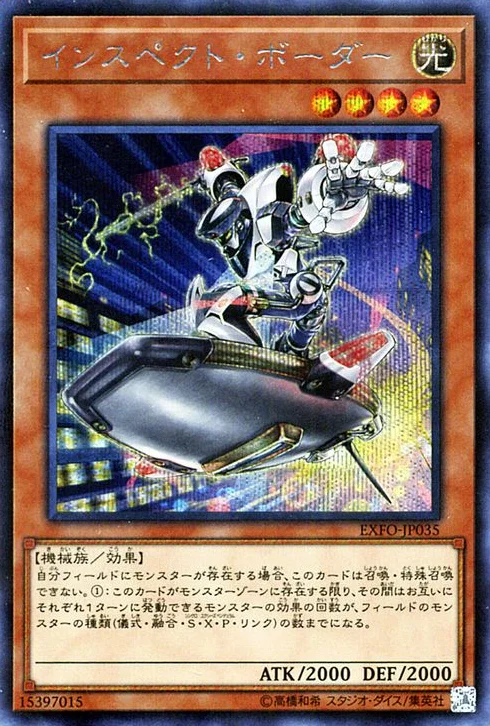 インスペクト・ボーダー
光
EXFO-JP035
【機械族／効果】
自分フィールドにモンスターが存在する場合、このカードは召喚・特殊召喚
できない。①：このカードがモンスターゾーンに存在する限り、その間はお互いに
それぞれ１ターンに発動できるモンスターの効果の回数が、フィールドのモン
スターの種類(儀式・融合・S・X・P・リンク)の数までになる。
ATK/2000 DEF/2000
15397015
©高橋和希 スタジオ・ダイス/集英社